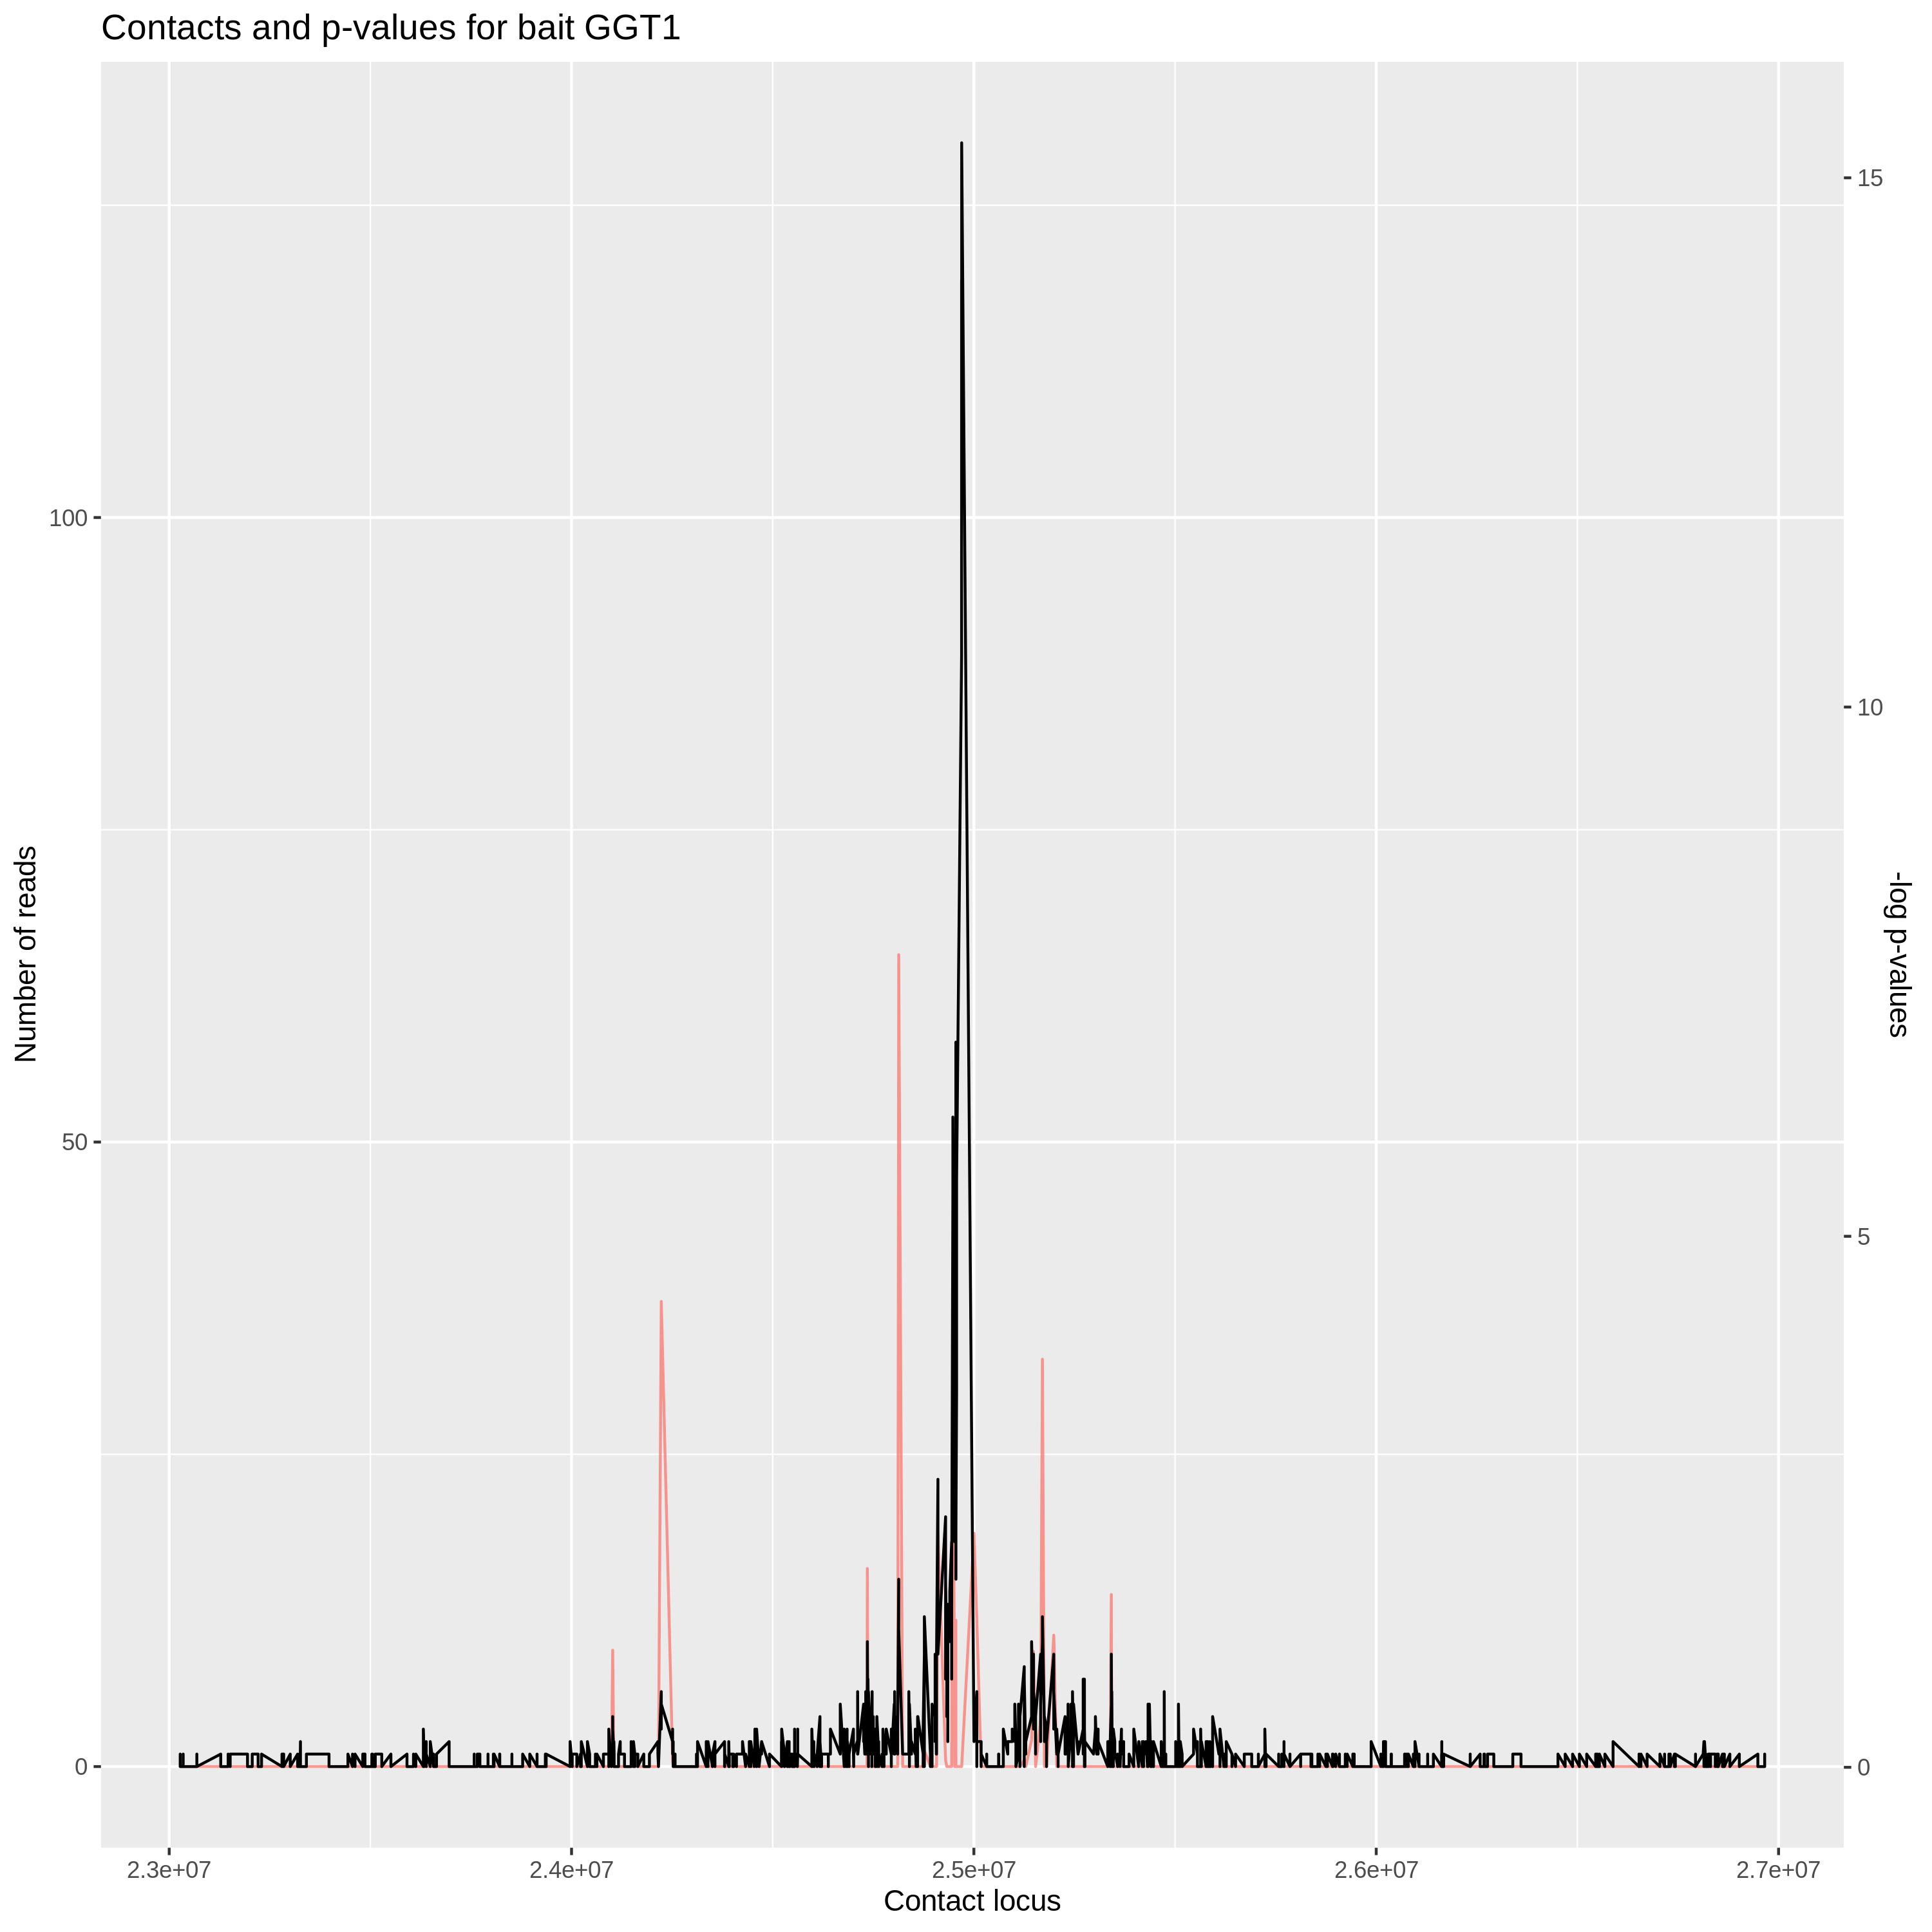 Contacts and p-values for bait GGT1
15
100
10
Number of reads
-log p-values
50
5
0
0
2.3e+07
2.4e+07
2.5e+07
2.6e+07
2.7e+07
Contact locus